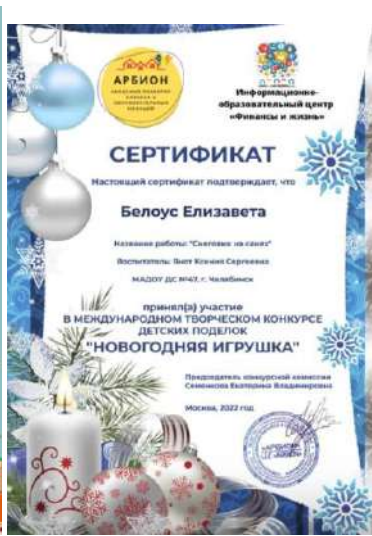 АРБИОН
Информационно-
образовательный центр
«Финансы и жизнь»
СЕРТИФИКАТ
Настоящий сертификат подтверждает, что
Белоус Елизавета
Название работы: "Снеговик на санях"
Воспитатель: Ксения Сергеевна
МАДОУ ДС №47, г. Челябинск
принял(а) участие
В МЕЖДУНАРОДНОМ ТВОРЧЕСКОМ КОНКУРСЕ
ДЕТСКИХ ПОДЕЛОК
"НОВОГОДНЯЯ ИГРУШКА"
Председатель конкурсной комиссии
Екатерина Владимировна
Москва, 2022 год